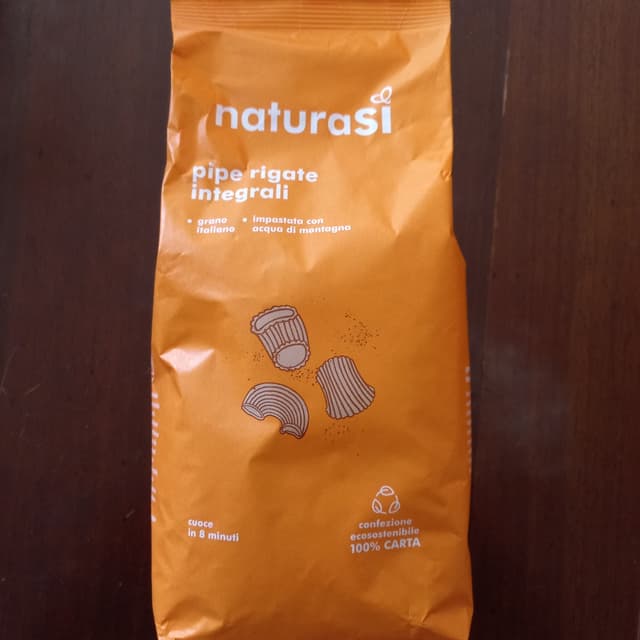 naturasì
pipe rigate
integrali
• grano
italiano
• impastata con
acqua di montagna
cuoce
in 8 minuti
confezione
ecosostenibile
100% CARTA